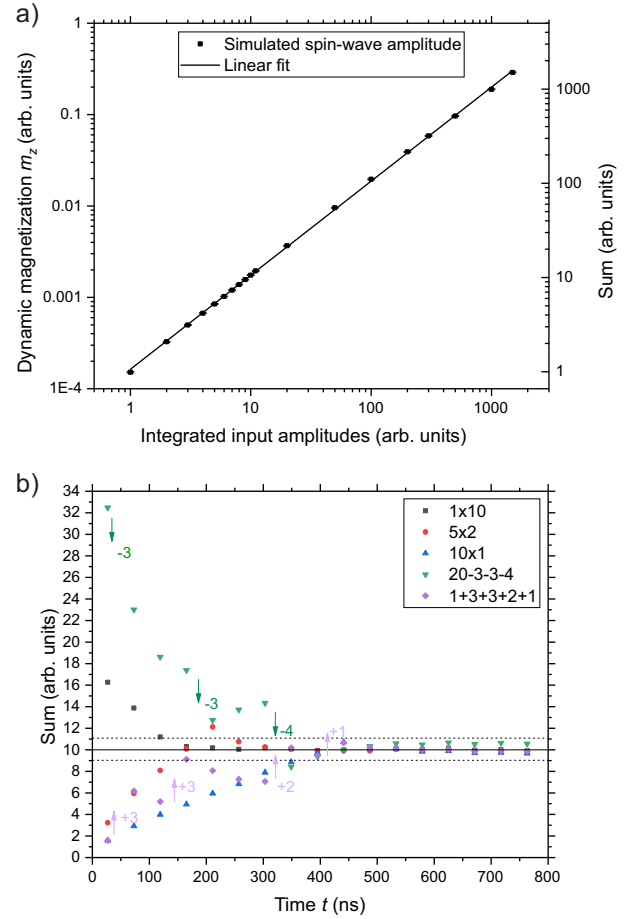 a)
Simulated spin-wave amplitude
Linear fit
Dynamic magnetization m_z (arb. units)
1
0.1
0.01
0.001
1E-4
Sum (arb. units)
1000
100
10
1
1 10 100 1000
Integrated input amplitudes (arb. units)
b)
Sum (arb. units)
34
32
30
28
26
24
22
20
18
16
14
12
10
8
6
4
2
0
1x10
5x2
10x1
20-3-3-4
1+3+3+2+1
-3
-3
-4
+1
+3
+3
+2
0 100 200 300 400 500 600 700 800
Time t (ns)